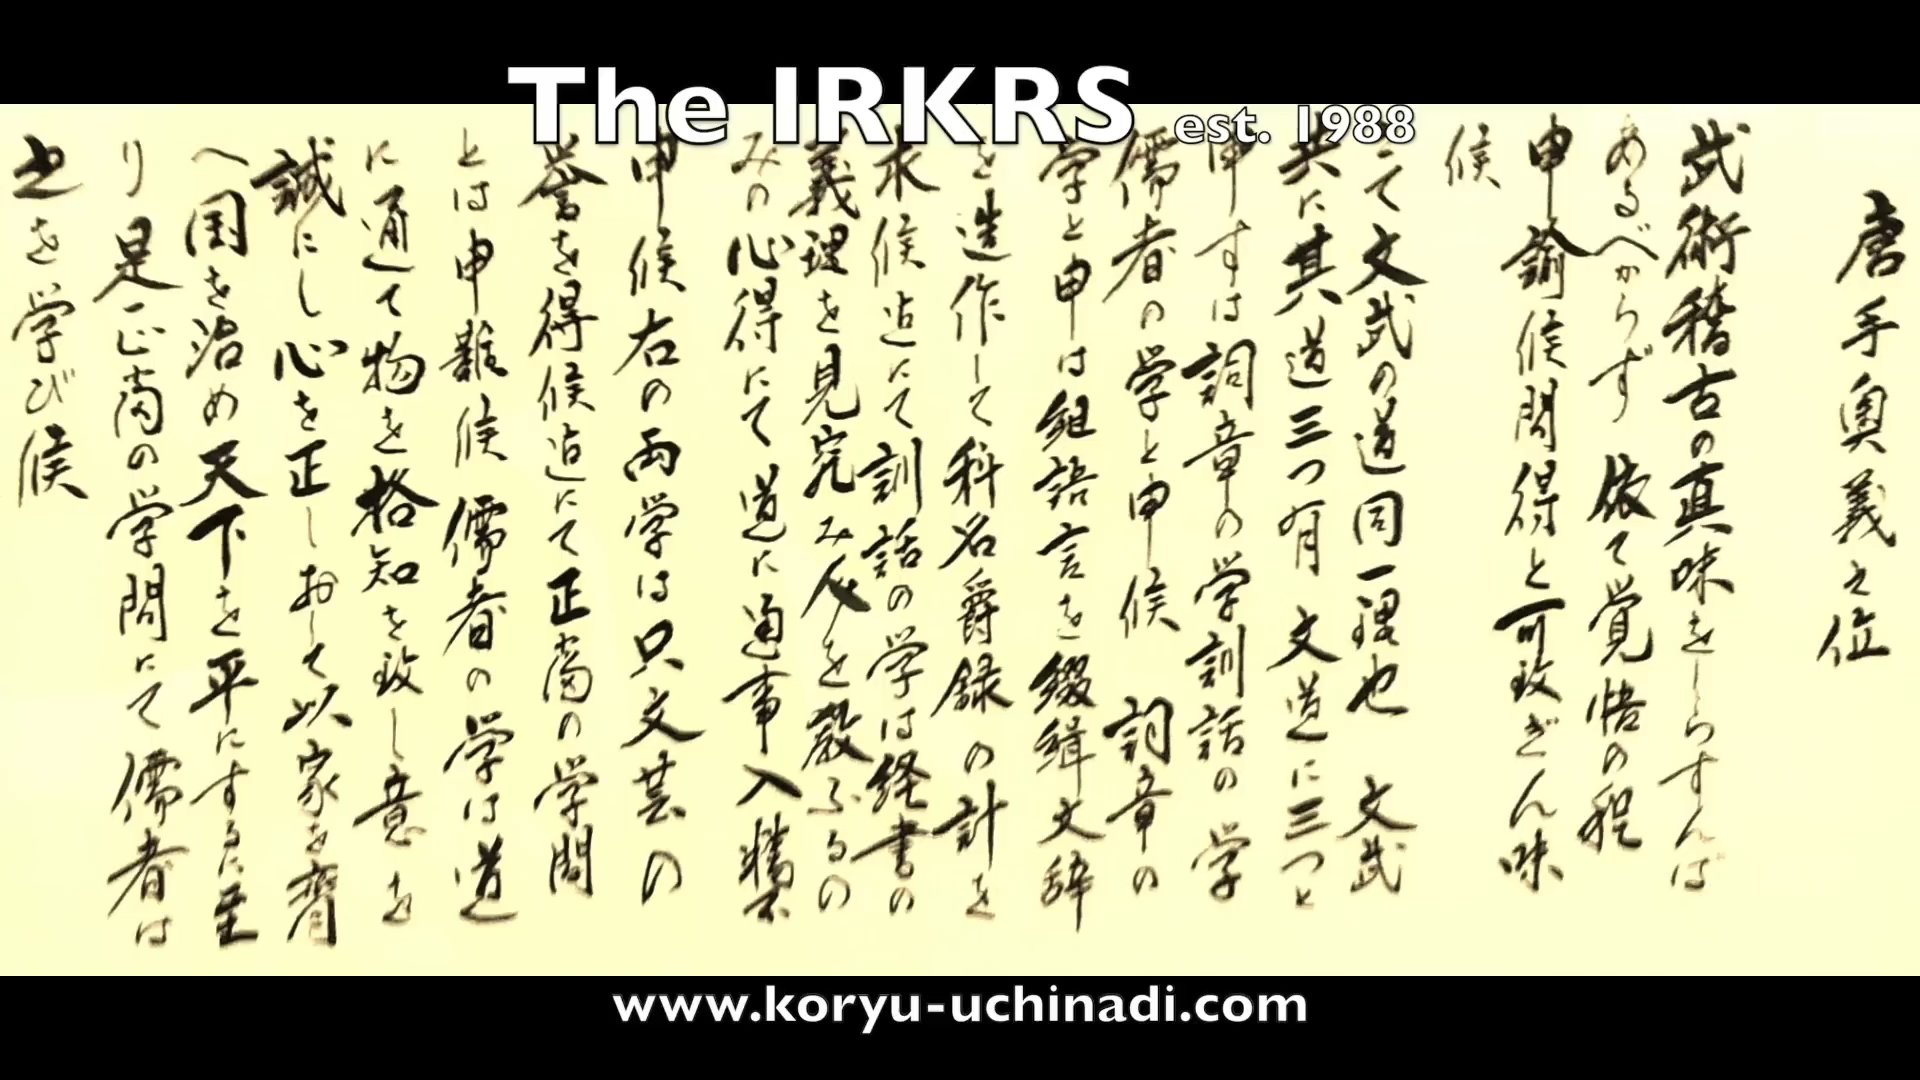 The IRKRS est. 1988
唐手奥義之位
武術稽古の真味をしらすんば
あるべからず 依て覚悟の程
申諭候間得と可致ぎん味
候
さて文武の道同一理也 文武
共に其道三つ有 文道に三つと
申すは詞章の学訓話の学
儒者の学と申候 詞章の
学と申は組語言を綴緝文辞
を造作して科名爵録の計を
求候迄にて訓話の学は経書の
義理を見究み人を教ふるの
みの心得にて道に通事入精不
申候右の両学は只文芸の
誉を得候迄にて正當の学問
とは申難候 儒者の学は道
に通て物を格知を致し意を
誠にし心を正しおして以家を齊
へ国を治め天下を平にするに至
り是正當の学問にて儒者は
之を学び候
www.koryu-uchinadi.com